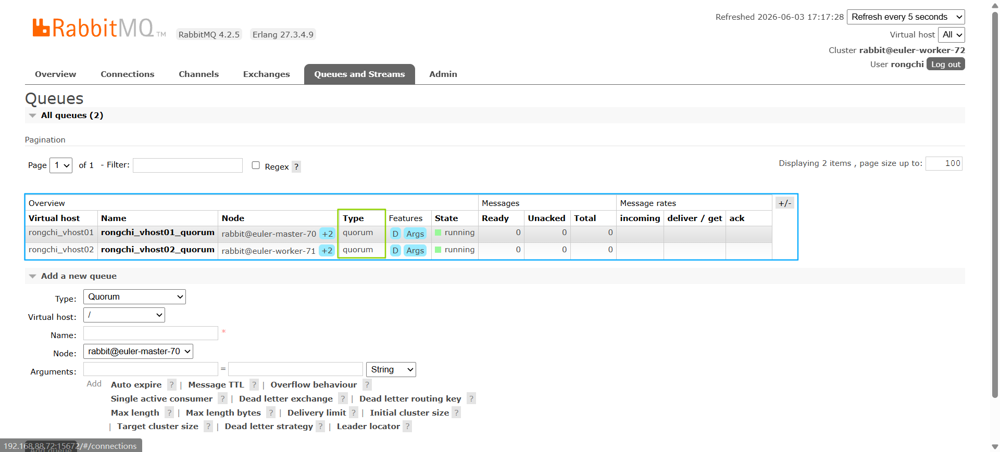 RabbitMQ TM RabbitMQ 4.2.5 Erlang 27.3.4.9
Refreshed 2026-06-03 17:17:28 Refresh every 5 seconds
Virtual host All
Cluster rabbit@euler-worker-72
User rongchi Log out
Overview Connections Channels Exchanges Queues and Streams Admin
Queues
All queues (2)
Pagination
Page 1 of 1 - Filter: Regex ? Displaying 2 items , page size up to: 100
Overview Messages Message rates +/-
Virtual host Name Node Type Features State Ready Unacked Total incoming deliver / get ack
rongchi_vhost01 rongchi_vhost01_quorum rabbit@euler-master-70 +2 quorum D Args running 0 0 0
rongchi_vhost02 rongchi_vhost02_quorum rabbit@euler-worker-71 +2 quorum D Args running 0 0 0
Add a new queue
Type: Quorum
Virtual host: /
Name: *
Node: rabbit@euler-master-70
Arguments: = String
Add Auto expire ? | Message TTL ? | Overflow behaviour ?
Single active consumer ? | Dead letter exchange ? | Dead letter routing key ?
Max length ? | Max length bytes ? | Delivery limit ? | Initial cluster size ?
| Target cluster size ? | Dead letter strategy ? | Leader locator ?
192.168.88.72:15672/#/connections
Add queue